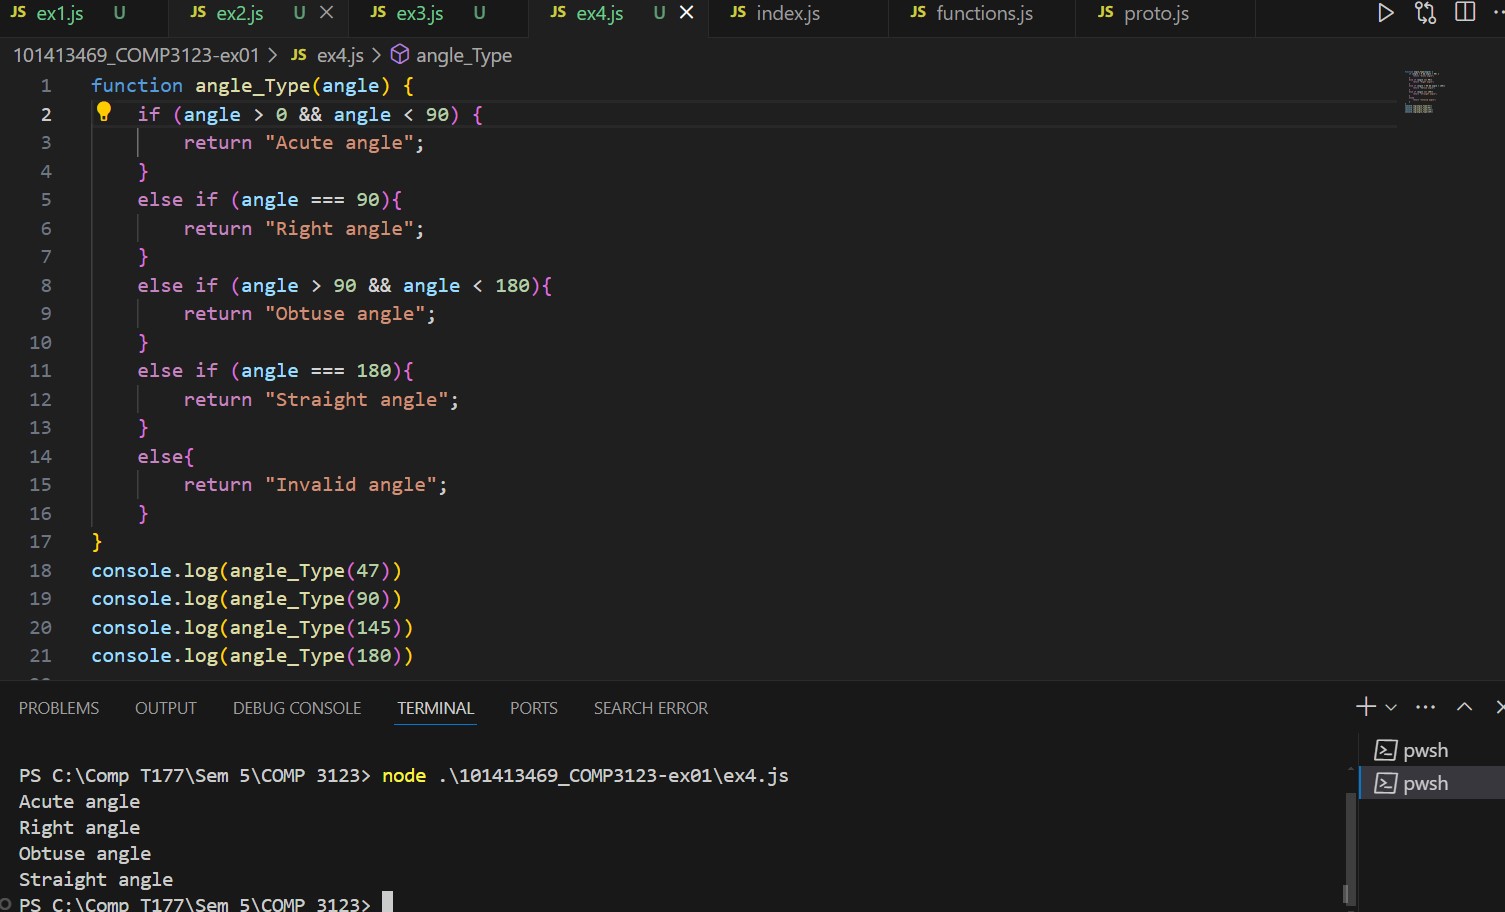 JS ex1.js U JS ex2.js U JS ex3.js U JS ex4.js U JS index.js JS functions.js JS proto.js
101413469_COMP3123-ex01 > JS ex4.js > angle_Type
1 function angle_Type(angle) {
2 if (angle > 0 && angle < 90) {
3 return "Acute angle";
4 }
5 else if (angle === 90){
6 return "Right angle";
7 }
8 else if (angle > 90 && angle < 180){
9 return "Obtuse angle";
10 }
11 else if (angle === 180){
12 return "Straight angle";
13 }
14 else{
15 return "Invalid angle";
16 }
17 }
18 console.log(angle_Type(47))
19 console.log(angle_Type(90))
20 console.log(angle_Type(145))
21 console.log(angle_Type(180))
PROBLEMS OUTPUT DEBUG CONSOLE TERMINAL PORTS SEARCH ERROR
pwsh
pwsh
PS C:\Comp T177\Sem 5\COMP 3123> node .\101413469_COMP3123-ex01\ex4.js
Acute angle
Right angle
Obtuse angle
Straight angle
PS C:\Comp T177\Sem 5\COMP 3123>